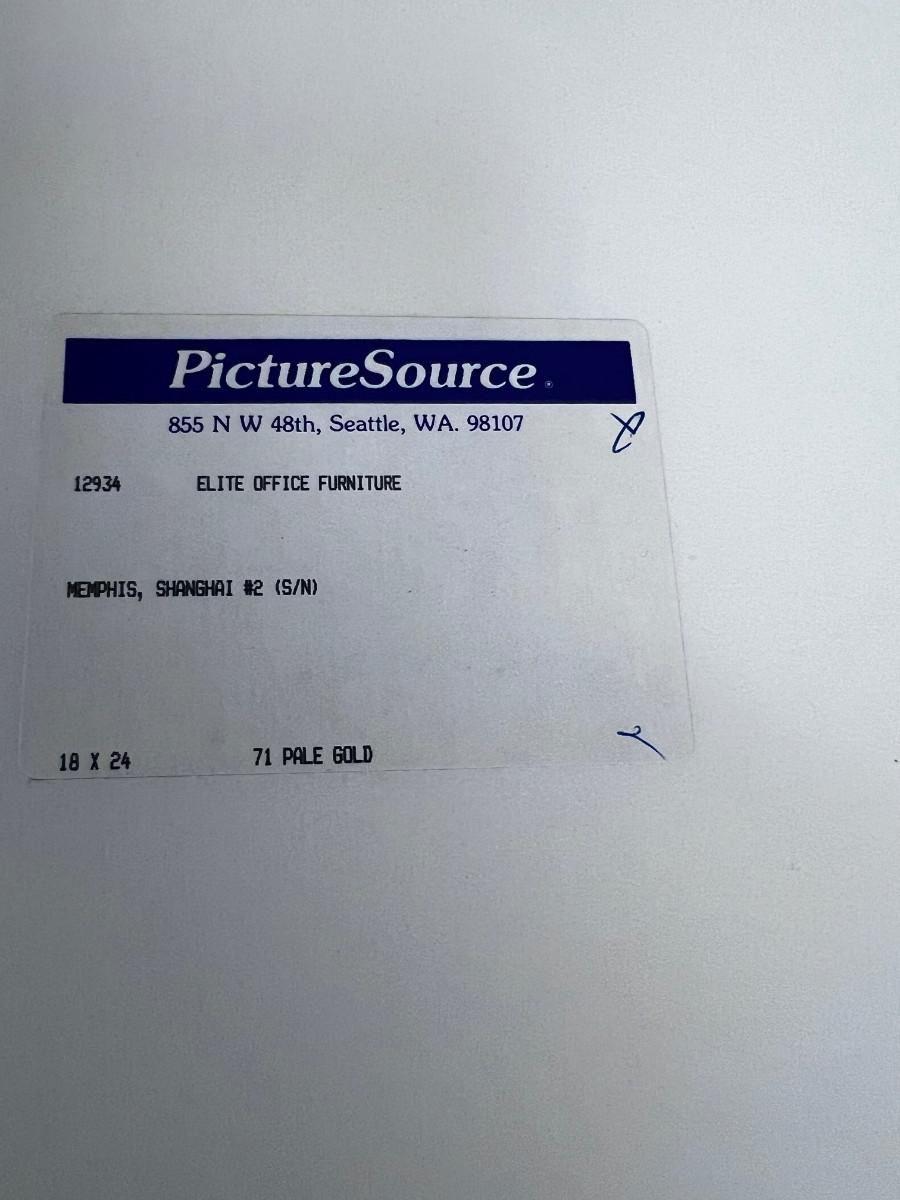 PictureSource®
855 N W 48th, Seattle, WA. 98107
12934 ELITE OFFICE FURNITURE
MEMPHIS, SHANGHAI #2 (S/N)
18 X 24 71 PALE GOLD